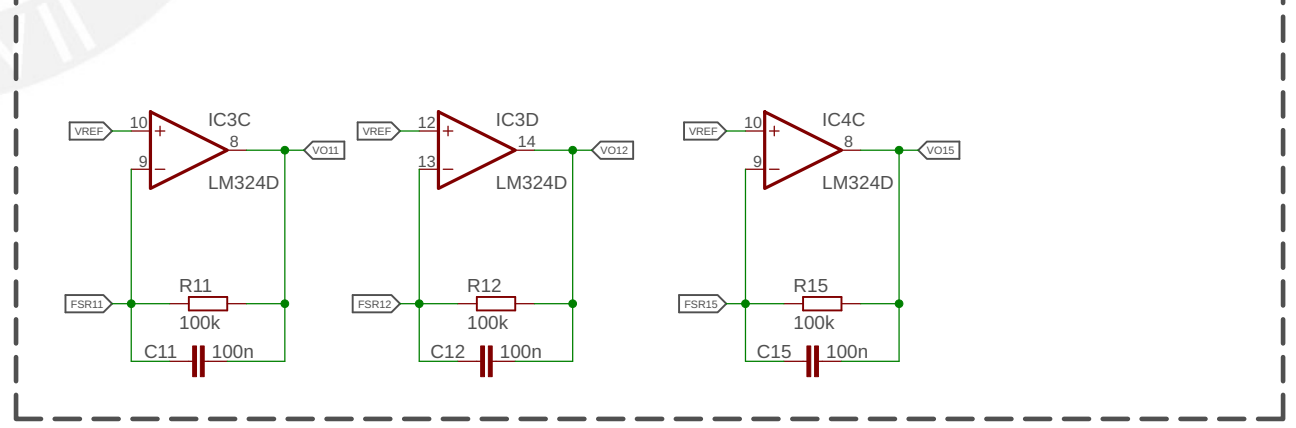 IC3C
VREF
10
8
VO11
9
LM324D
R11
FSR11
100k
C11 100n
IC3D
VREF
12
14
VO12
13
LM324D
R12
FSR12
100k
C12 100n
IC4C
VREF
10
8
VO15
9
LM324D
R15
FSR15
100k
C15 100n